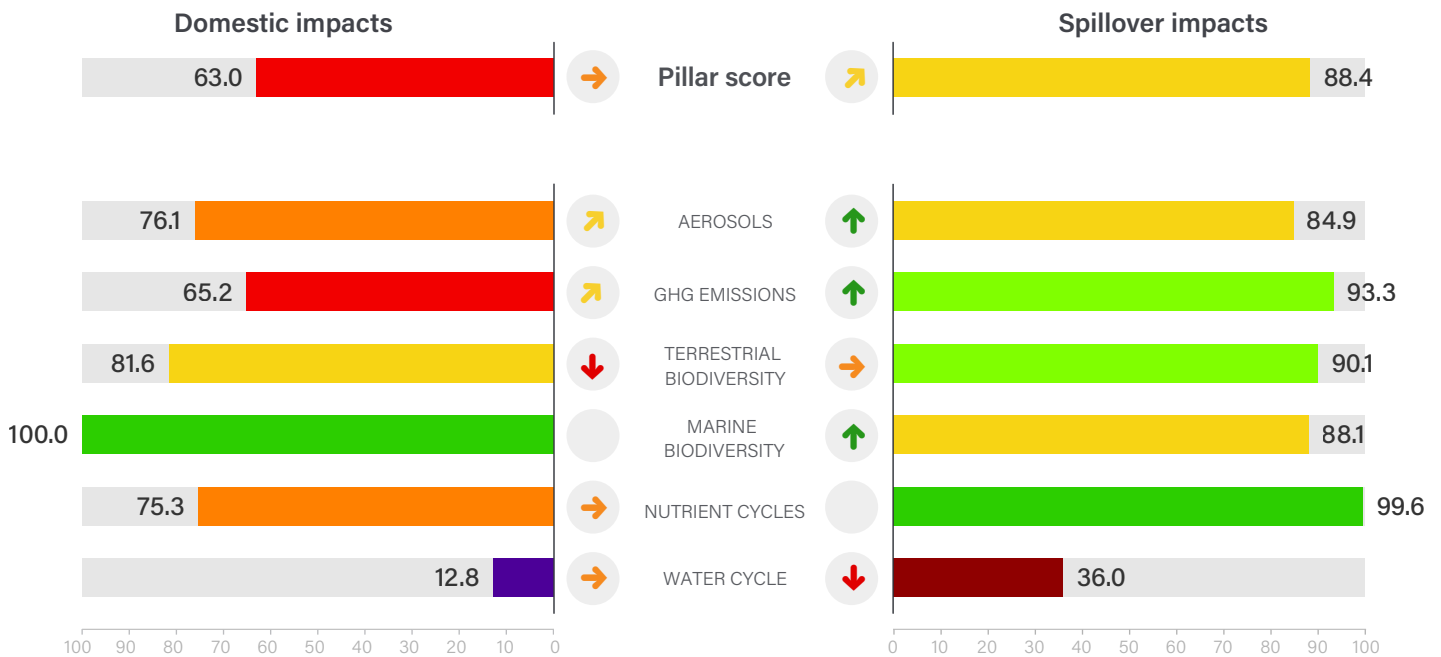 Domestic impacts
Spillover impacts
63.0
Pillar score
88.4
76.1
AEROSOLS
84.9
65.2
GHG EMISSIONS
93.3
81.6
TERRESTRIAL
BIODIVERSITY
90.1
100.0
MARINE
BIODIVERSITY
88.1
75.3
NUTRIENT CYCLES
99.6
12.8
WATER CYCLE
36.0
100 90 80 70 60 50 40 30 20 10 0
0 10 20 30 40 50 60 70 80 90 100